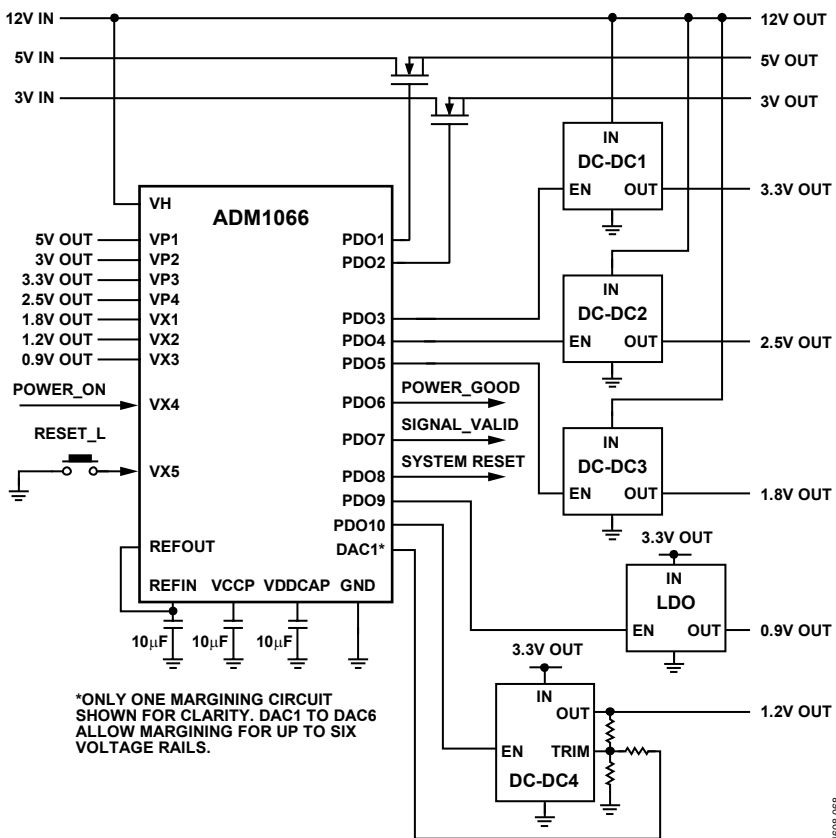 12V IN
12V OUT
5V IN
5V OUT
3V IN
3V OUT
IN
DC-DC1
EN OUT
3.3V OUT
VH
ADM1066
5V OUT
VP1
PDO1
3V OUT
VP2
PDO2
3.3V OUT
VP3
2.5V OUT
VP4
1.8V OUT
VX1
PDO3
1.2V OUT
VX2
PDO4
0.9V OUT
VX3
PDO5
IN
DC-DC2
EN OUT
2.5V OUT
POWER_ON
VX4
PDO6
POWER_GOOD
RESET_L
VX5
PDO7
SIGNAL_VALID
PDO8
SYSTEM RESET
IN
DC-DC3
EN OUT
1.8V OUT
PDO9
PDO10
REFOUT
DAC1*
REFIN VCCP VDDCAP GND
10μF
10μF
10μF
3.3V OUT
IN
LDO
EN OUT
0.9V OUT
3.3V OUT
IN
OUT
1.2V OUT
EN
TRIM
DC-DC4
*ONLY ONE MARGINING CIRCUIT
SHOWN FOR CLARITY. DAC1 TO DAC6
ALLOW MARGINING FOR UP TO SIX
VOLTAGE RAILS.